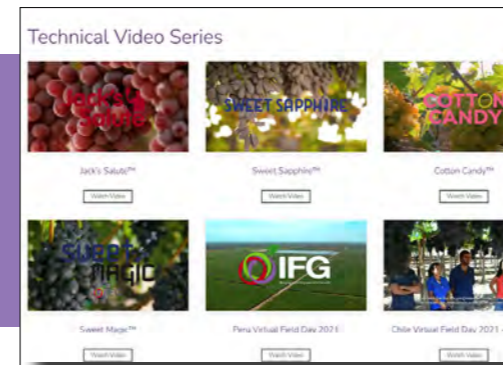 Technical Video Series
Jack's Salute
SWEET SAPPHIRE
COTTON CANDY
Jack's Salute™
Sweet Sapphire™
Cotton Candy™
Watch Video
Watch Video
Watch Video
SWEET MAGIC
IFG
Sweet Magic™
Peru Virtual Field Day 2021
Chile Virtual Field Day 2021 -
Watch Video
Watch Video
Watch Video